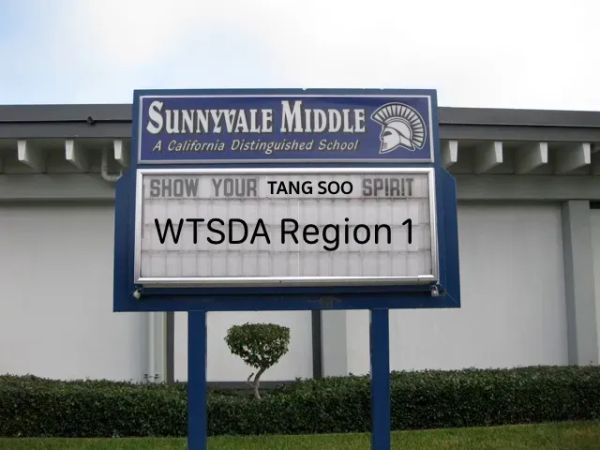 SUNNYVALE MIDDLE
A California Distinguished School
SHOW YOUR TANG SOO SPIRIT
WTSDA Region 1